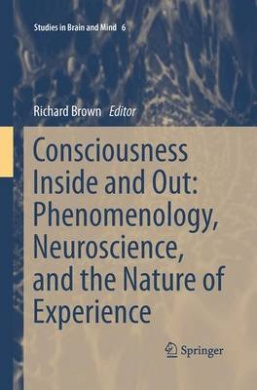 Studies in Brain and Mind 6
Richard Brown Editor
Consciousness
Inside and Out:
Phenomenology,
Neuroscience,
and the Nature of
Experience
Springer